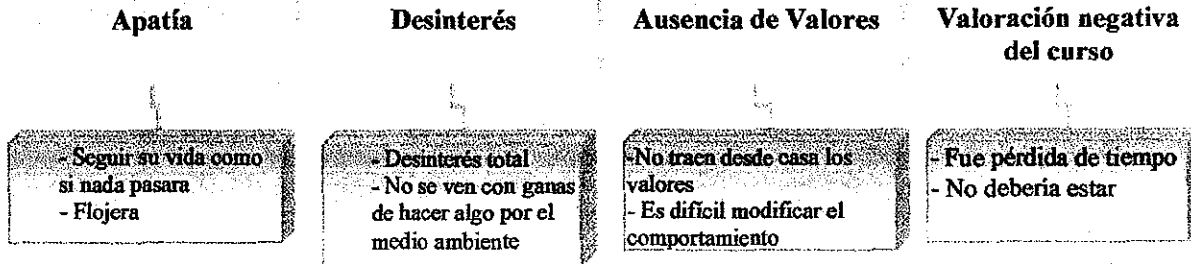 Apatía
- Seguir su vida como
si nada pasara
- Flojera
Desinterés
- Desinterés total
- No se ven con ganas
de hacer algo por el
medio ambiente
Ausencia de Valores
-No traen desde casa los
valores
- Es difícil modificar el
comportamiento
Valoración negativa
del curso
- Fue pérdida de tiempo
- No debería estar